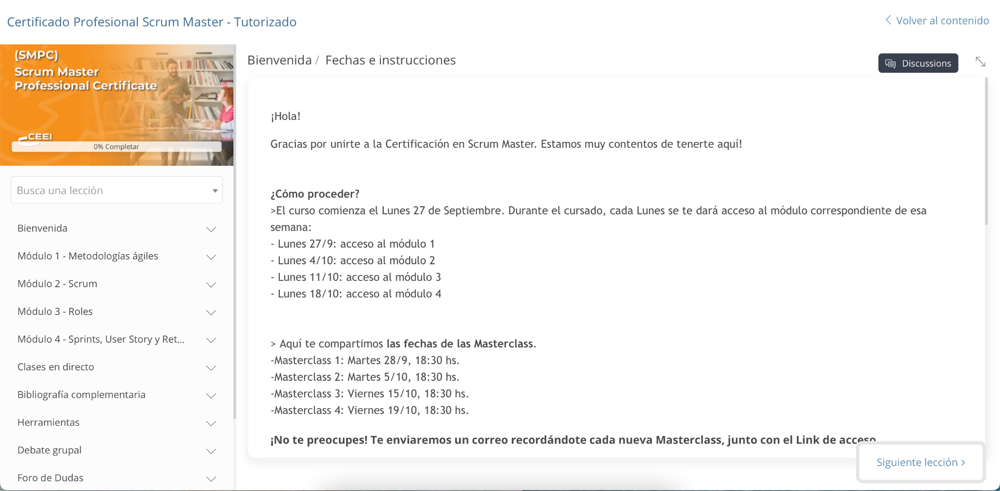 Certificado Profesional Scrum Master - Tutorizado
Volver al contenido
(SMPC)
Scrum Master
Professional Certificate
CEEI
0% Completar
Busca una lección
Bienvenida
Módulo 1 - Metodologías ágiles
Módulo 2 - Scrum
Módulo 3 - Roles
Módulo 4 - Sprints, User Story y Ret...
Clases en directo
Bibliografía complementaria
Herramientas
Debate grupal
Foro de Dudas
Bienvenida / Fechas e instrucciones
Discussions
¡Hola!
Gracias por unirte a la Certificación en Scrum Master. Estamos muy contentos de tenerte aquí!
¿Cómo proceder?
>El curso comienza el Lunes 27 de Septiembre. Durante el cursado, cada Lunes se te dará acceso al módulo correspondiente de esa
semana:
- Lunes 27/9: acceso al módulo 1
- Lunes 4/10: acceso al módulo 2
- Lunes 11/10: acceso al módulo 3
- Lunes 18/10: acceso al módulo 4
> Aquí te compartimos las fechas de las Masterclass.
-Masterclass 1: Martes 28/9, 18:30 hs.
-Masterclass 2: Martes 5/10, 18:30 hs.
-Masterclass 3: Viernes 15/10, 18:30 hs.
-Masterclass 4: Viernes 19/10, 18:30 hs.
¡No te preocupes! Te enviaremos un correo recordándote cada nueva Masterclass, junto con el Link de acceso
Siguiente lección >